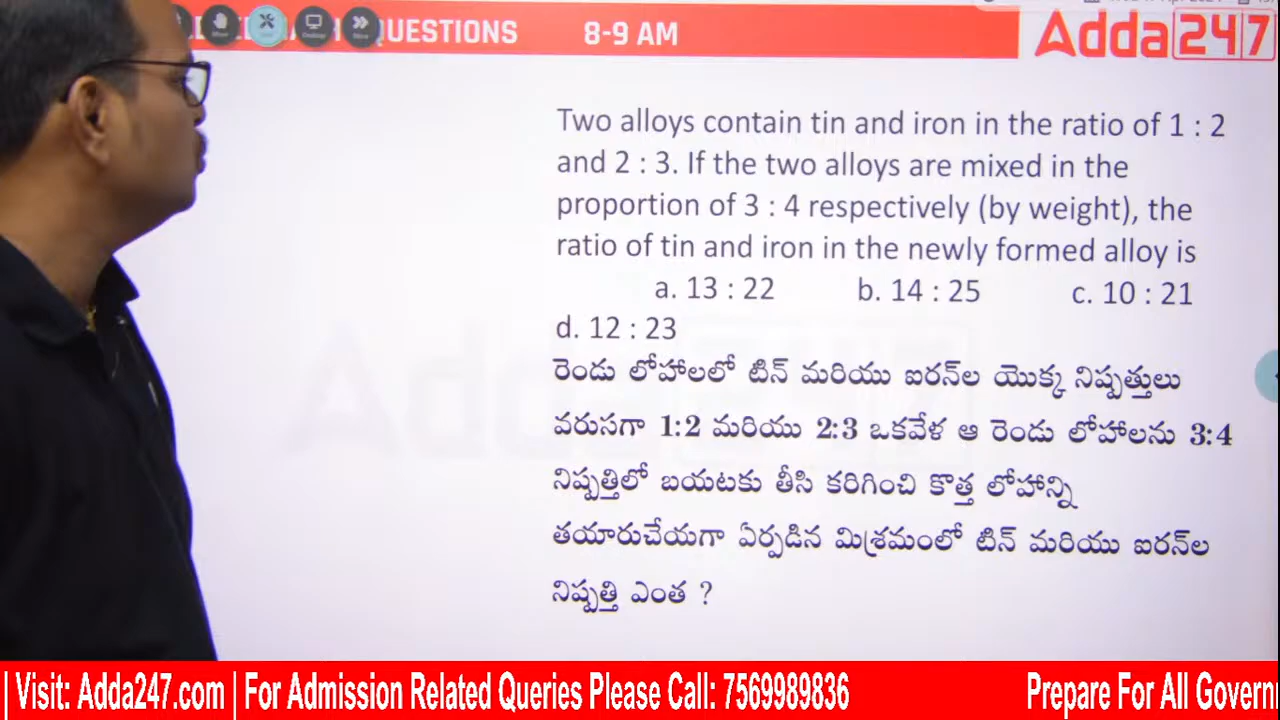 QUESTIONS 8-9 AM
Adda247
Two alloys contain tin and iron in the ratio of 1 : 2
and 2 : 3. If the two alloys are mixed in the
proportion of 3 : 4 respectively (by weight), the
ratio of tin and iron in the newly formed alloy is
a. 13 : 22 b. 14 : 25 c. 10 : 21
d. 12 : 23
రెండు లోహాలలో టిన్ మరియు ఐరన్‌ల యొక్క నిష్పత్తులు
వరుసగా 1:2 మరియు 2:3 ఒకవేళ ఆ రెండు లోహాలను 3:4
నిష్పత్తిలో బయటకు తీసి కరిగించి కొత్త లోహాన్ని
తయారుచేయగా ఏర్పడిన మిశ్రమంలో టిన్ మరియు ఐరన్‌ల
నిష్పత్తి ఎంత ?
| Visit: Adda247.com | For Admission Related Queries Please Call: 7569989836 Prepare For All Govern